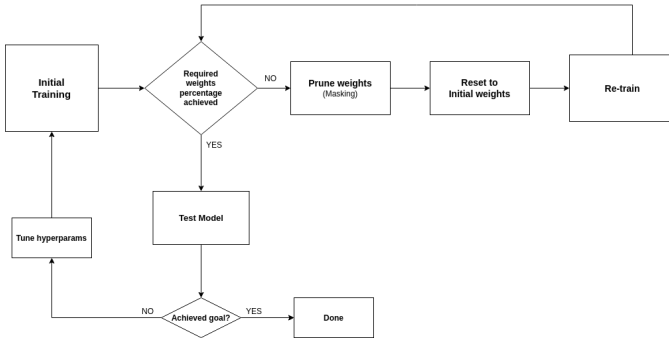 Initial
Training
Required
weights
percentage
achieved
NO
Prune weights
(Masking)
Reset to
Initial weights
Re-train
YES
Test Model
Tune hyperparams
NO
Achieved goal?
YES
Done